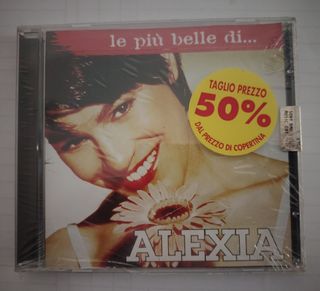 le più belle di...
TAGLIO PREZZO
50%
DAL PREZZO DI COPERTINA
ALEXIA